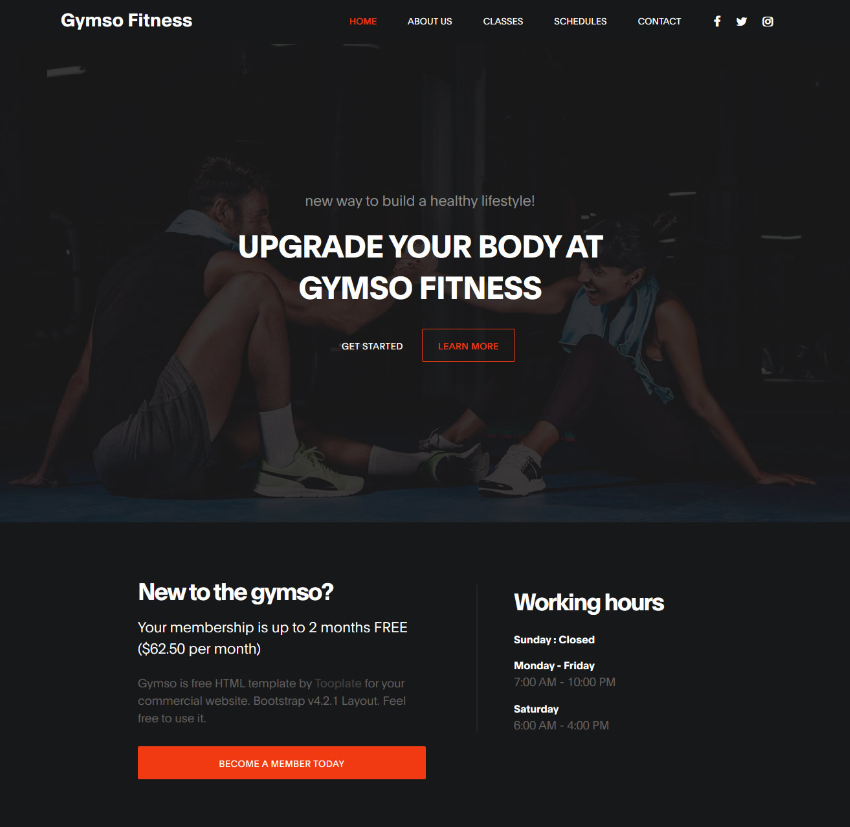 Gymso Fitness
HOME ABOUT US CLASSES SCHEDULES CONTACT
new way to build a healthy lifestyle!
UPGRADE YOUR BODY AT
GYMSO FITNESS
GET STARTED LEARN MORE
New to the gymso?
Your membership is up to 2 months FREE
($62.50 per month)
Gymso is free HTML template by Tooplate for your
commercial website. Bootstrap v4.2.1 Layout. Feel
free to use it.
BECOME A MEMBER TODAY
Working hours
Sunday : Closed
Monday - Friday
7:00 AM - 10:00 PM
Saturday
6:00 AM - 4:00 PM